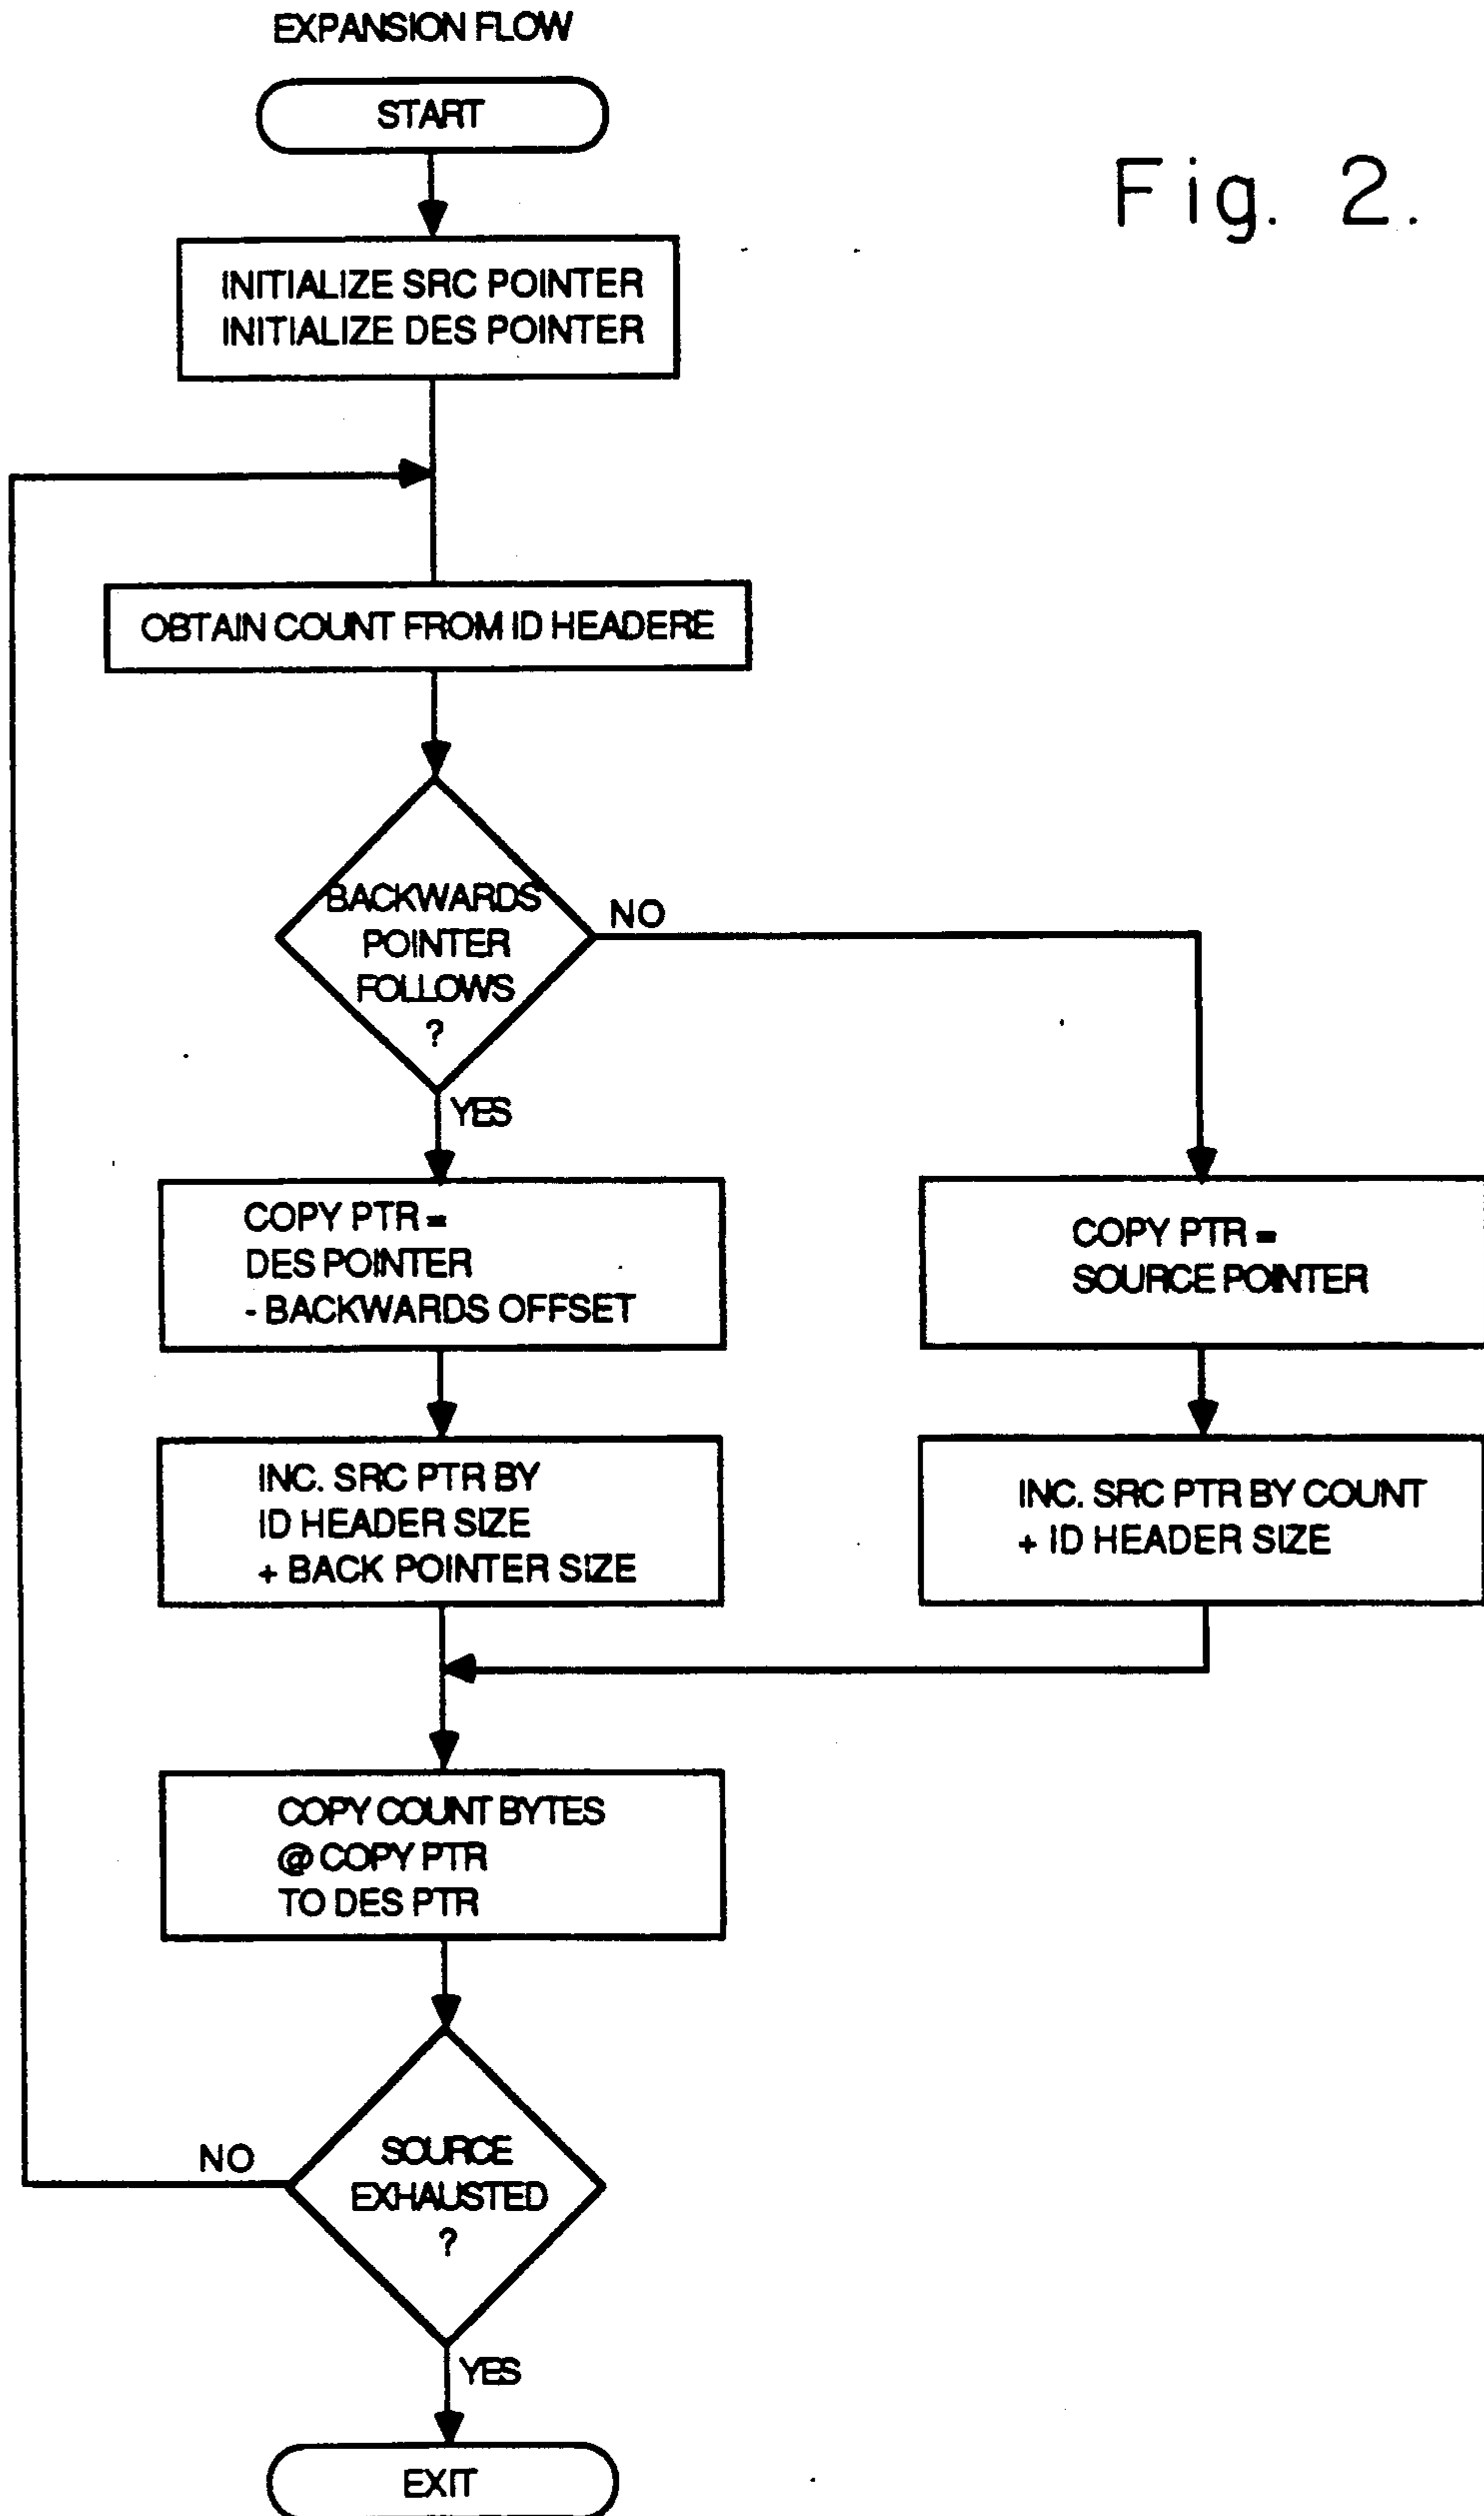 EXPANSION FLOW
START
Fig. 2.
INITIALIZE SRC POINTER
INITIALIZE DES POINTER
OBTAIN COUNT FROM ID HEADERE
BACKWARDS
POINTER
FOLLOWS
?
NO
YES
COPY PTR =
DES POINTER
- BACKWARDS OFFSET
COPY PTR =
SOURCE POINTER
INC. SRC PTR BY
ID HEADER SIZE
+ BACK POINTER SIZE
INC. SRC PTR BY COUNT
+ ID HEADER SIZE
COPY COUNT BYTES
@ COPY PTR
TO DES PTR
SOURCE
EXHAUSTED
?
NO
YES
EXIT